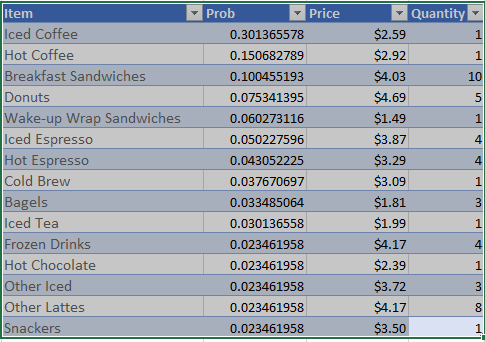 Item Prob Price Quantity
Iced Coffee 0.301365578 $2.59 1
Hot Coffee 0.150682789 $2.92 1
Breakfast Sandwiches 0.100455193 $4.03 10
Donuts 0.075341395 $4.69 5
Wake-up Wrap Sandwiches 0.060273116 $1.49 1
Iced Espresso 0.050227596 $3.87 4
Hot Espresso 0.043052225 $3.29 4
Cold Brew 0.037670697 $3.09 1
Bagels 0.033485064 $1.81 3
Iced Tea 0.030136558 $1.99 1
Frozen Drinks 0.023461958 $4.17 4
Hot Chocolate 0.023461958 $2.39 1
Other Iced 0.023461958 $3.72 3
Other Lattes 0.023461958 $4.17 8
Snackers 0.023461958 $3.50 1